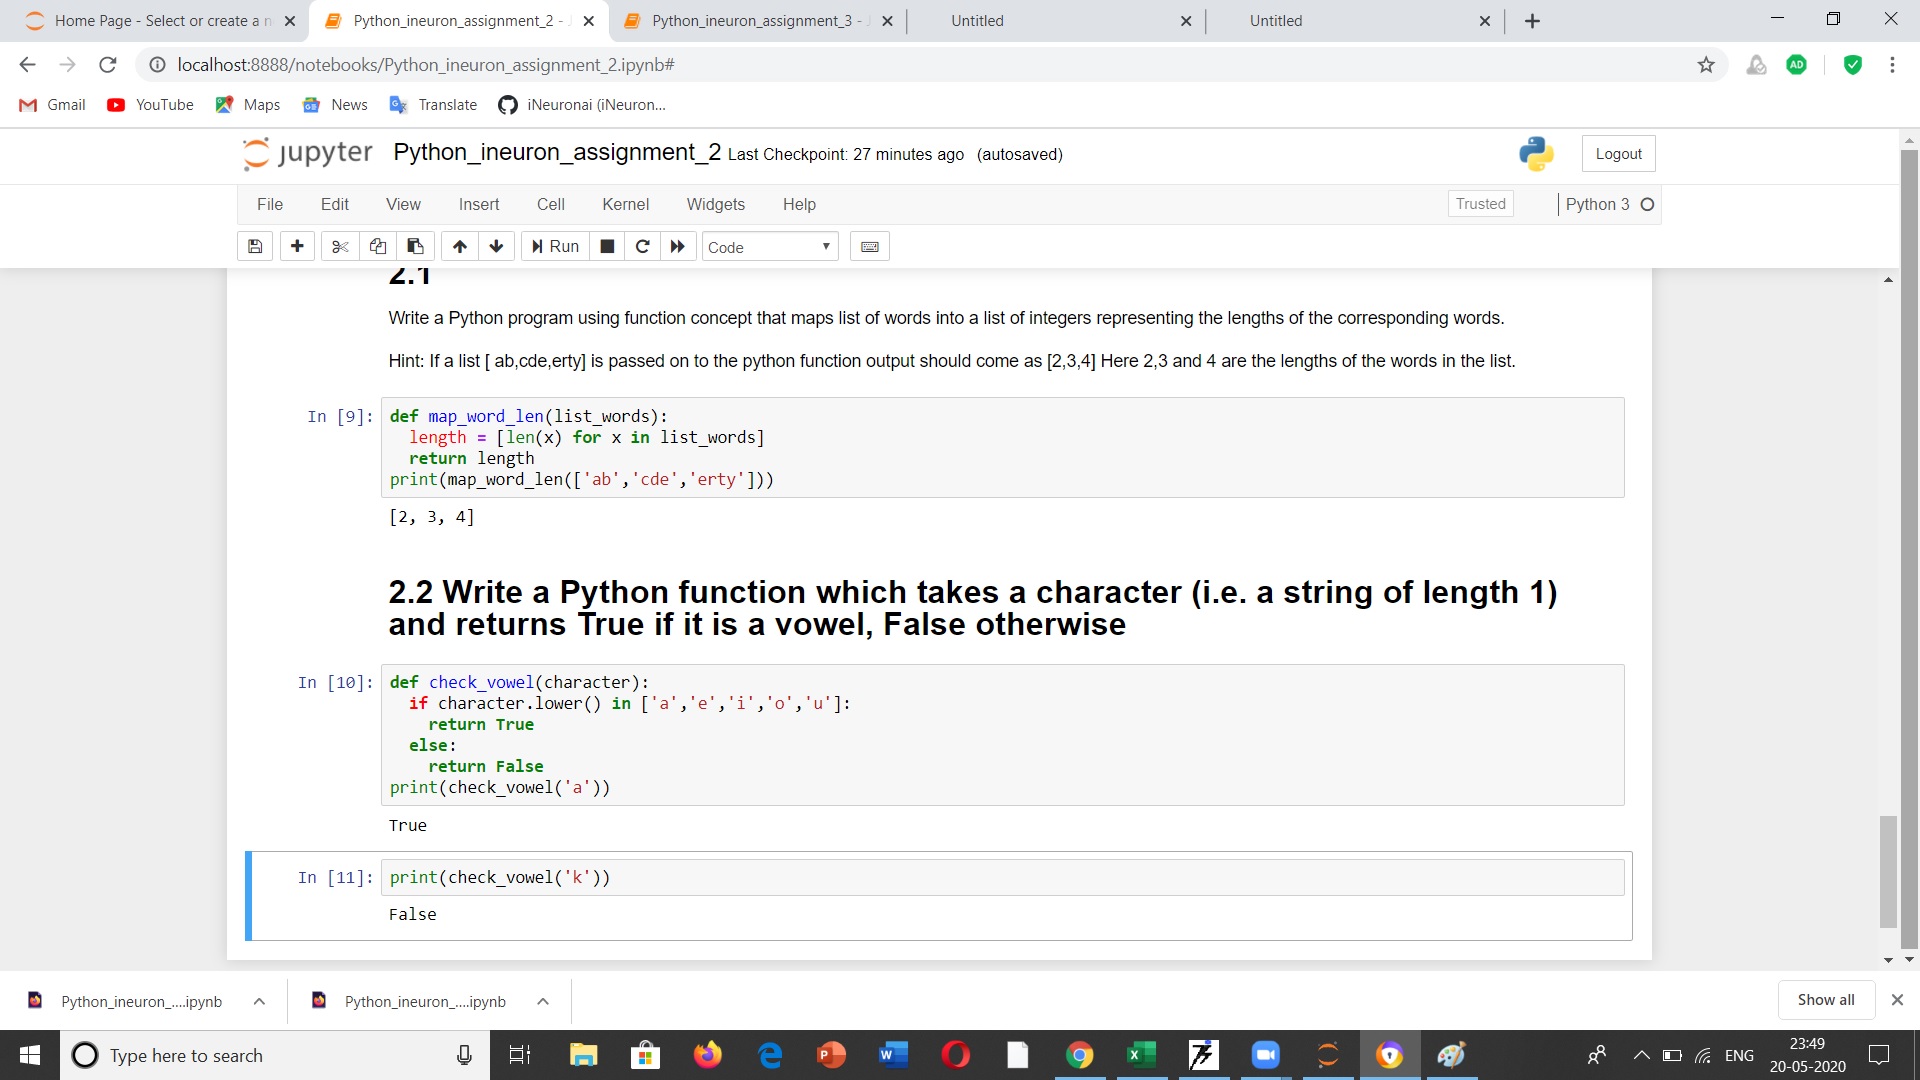 Home Page - Select or create a n
Python_ineuron_assignment_2 - J
Python_ineuron_assignment_3 - J
Untitled
Untitled
localhost:8888/notebooks/Python_ineuron_assignment_2.ipynb#
AD
Gmail
YouTube
Maps
News
Translate
iNeuronai (iNeuron...
jupyter Python_ineuron_assignment_2 Last Checkpoint: 27 minutes ago (autosaved)
Logout
File Edit View Insert Cell Kernel Widgets Help
Trusted
Python 3
Run
Code
2.1
Write a Python program using function concept that maps list of words into a list of integers representing the lengths of the corresponding words.
Hint: If a list [ ab,cde,erty] is passed on to the python function output should come as [2,3,4] Here 2,3 and 4 are the lengths of the words in the list.
In [9]: def map_word_len(list_words):
  length = [len(x) for x in list_words]
  return length
print(map_word_len(['ab','cde','erty']))
[2, 3, 4]
2.2 Write a Python function which takes a character (i.e. a string of length 1)
and returns True if it is a vowel, False otherwise
In [10]: def check_vowel(character):
  if character.lower() in ['a','e','i','o','u']:
    return True
  else:
    return False
print(check_vowel('a'))
True
In [11]: print(check_vowel('k'))
False
Python_ineuron_....ipynb
Python_ineuron_....ipynb
Show all
Type here to search
ENG
23:49
20-05-2020